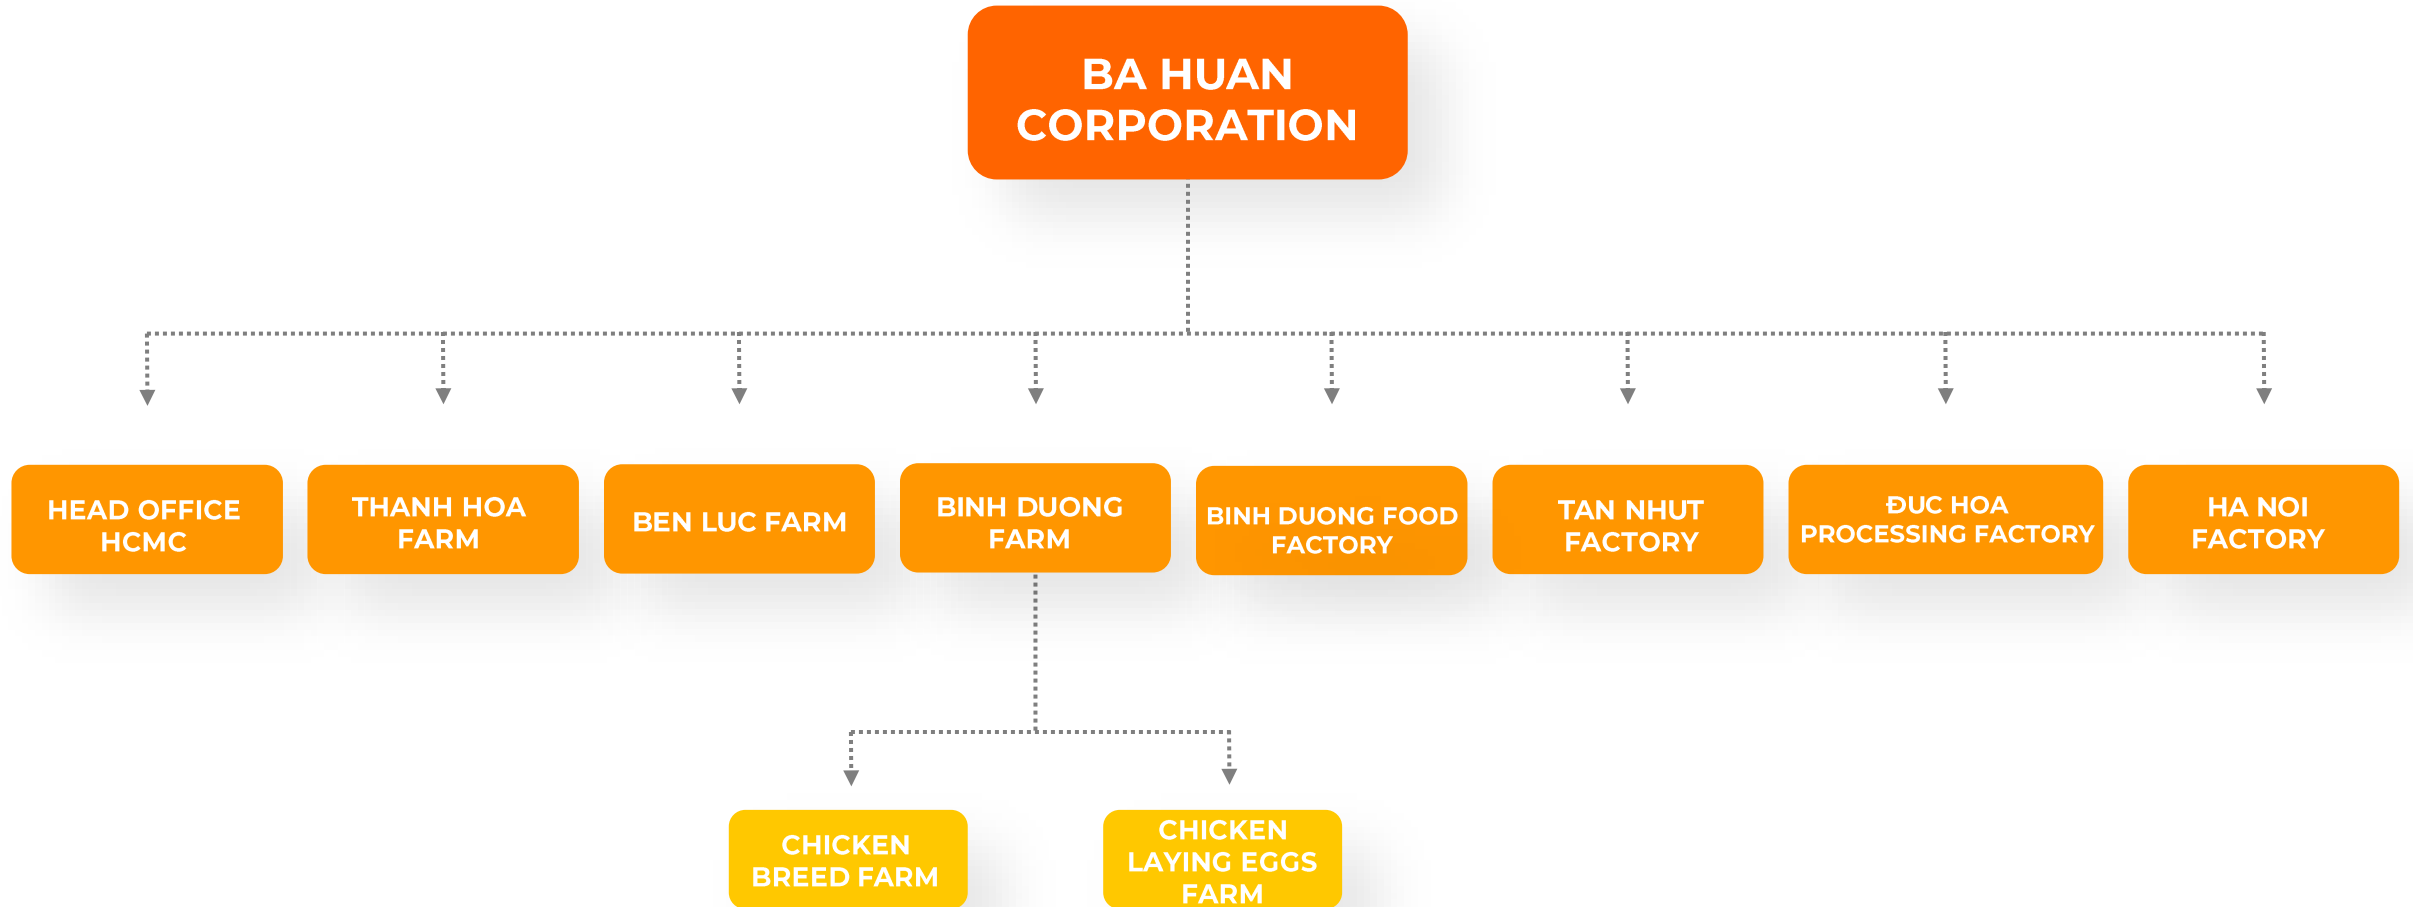 BA HUAN
CORPORATION
HEAD OFFICE
HCMC
THANH HOA
FARM
BEN LUC FARM
BINH DUONG
FARM
BINH DUONG FOOD
FACTORY
TAN NHUT
FACTORY
ĐUC HOA
PROCESSING FACTORY
HA NOI
FACTORY
CHICKEN
BREED FARM
CHICKEN
LAYING EGGS
FARM